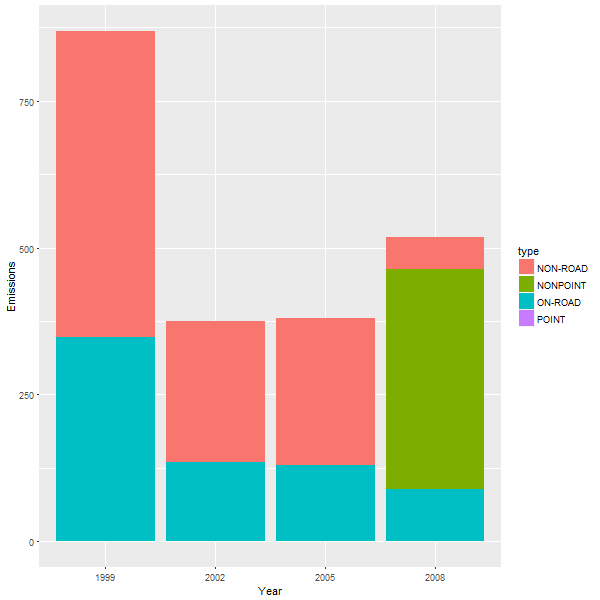 Emissions
750
500
250
0
1999 2002 2005 2008
Year
type
NON-ROAD
NONPOINT
ON-ROAD
POINT